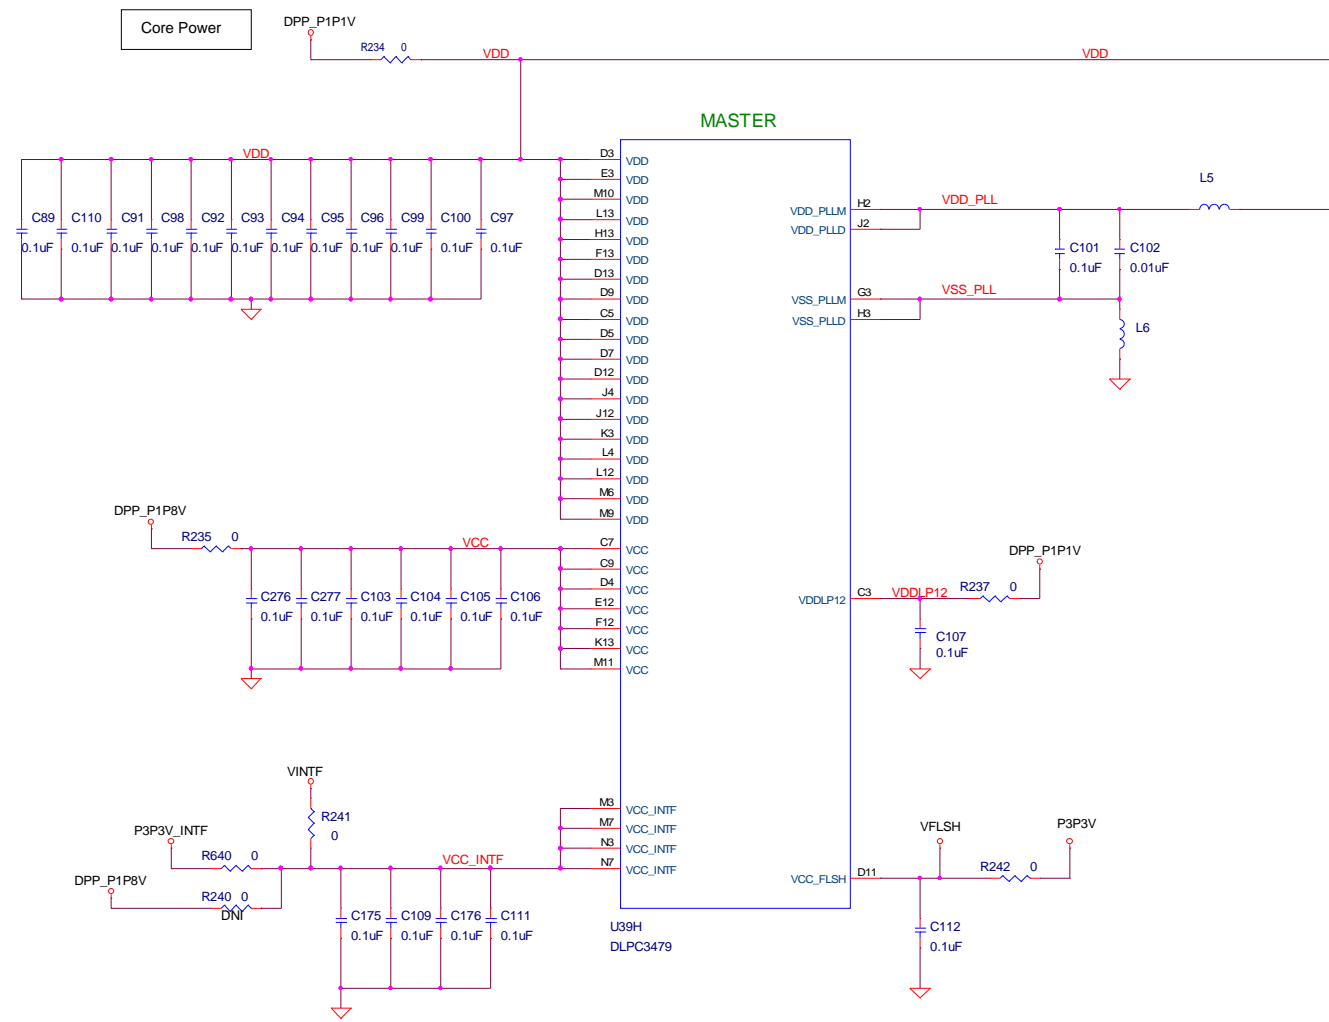 Core Power
DPP_P1P1V
R234 0
VDD
VDD
MASTER
VDD
C89 C110 C91 C98 C92 C93 C94 C95 C96 C99 C100 C97
0.1uF 0.1uF 0.1uF 0.1uF 0.1uF 0.1uF 0.1uF 0.1uF 0.1uF 0.1uF 0.1uF 0.1uF
D3 VDD
E3 VDD
M10 VDD
L13 VDD
H13 VDD
F13 VDD
D13 VDD
D9 VDD
C5 VDD
D5 VDD
D7 VDD
D12 VDD
J4 VDD
J12 VDD
K3 VDD
L4 VDD
L12 VDD
M6 VDD
M9 VDD
VDD_PLLM H2
VDD_PLLD J2
VDD_PLL
L5
C101
0.1uF
C102
0.01uF
VSS_PLLM G3
VSS_PLLD H3
VSS_PLL
L6
DPP_P1P8V
R235 0
VCC
C276 C277 C103 C104 C105 C106
0.1uF 0.1uF 0.1uF 0.1uF 0.1uF 0.1uF
C7 VCC
C9 VCC
D4 VCC
E12 VCC
F12 VCC
K13 VCC
M11 VCC
DPP_P1P1V
R237 0
VDDLP12 C3
VDDLP12
C107
0.1uF
VINTF
R241
0
P3P3V_INTF
R640 0
DPP_P1P8V
R240 0
DNI
VCC_INTF
C175 C109 C176 C111
0.1uF 0.1uF 0.1uF 0.1uF
M3 VCC_INTF
M7 VCC_INTF
N3 VCC_INTF
N7 VCC_INTF
VFLSH
P3P3V
R242 0
VCC_FLSH D11
C112
0.1uF
U39H
DLPC3479